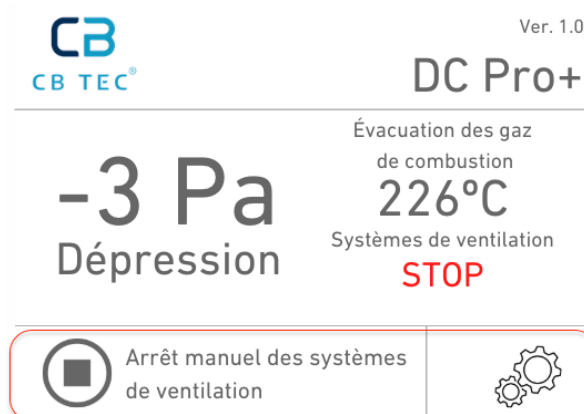 CB
CB TEC®
Ver. 1.0
DC Pro+
-3 Pa
Dépression
Évacuation des gaz
de combustion
226ºC
Systèmes de ventilation
STOP
Arrêt manuel des systèmes
de ventilation